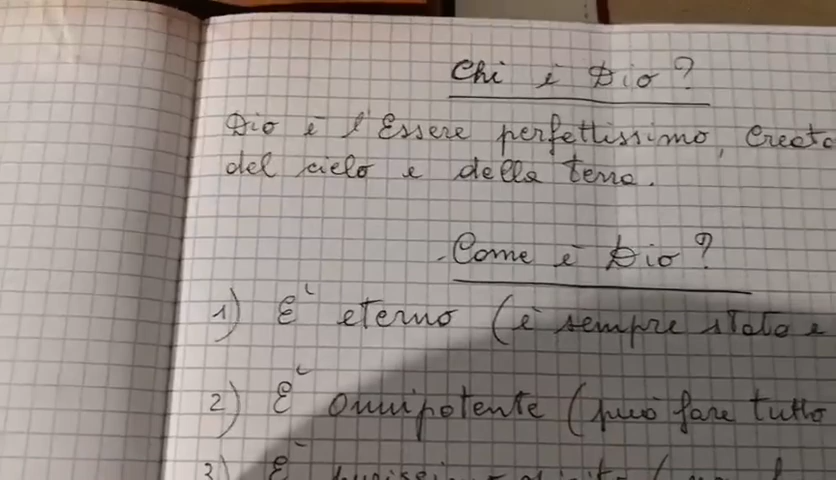 Chi è Dio?
Dio è l'Essere perfettissimo, Creato
del cielo e della terra.
Come è Dio?
1) E' eterno (è sempre stato e
2) E' onnipotente (può fare tutto
3) E'